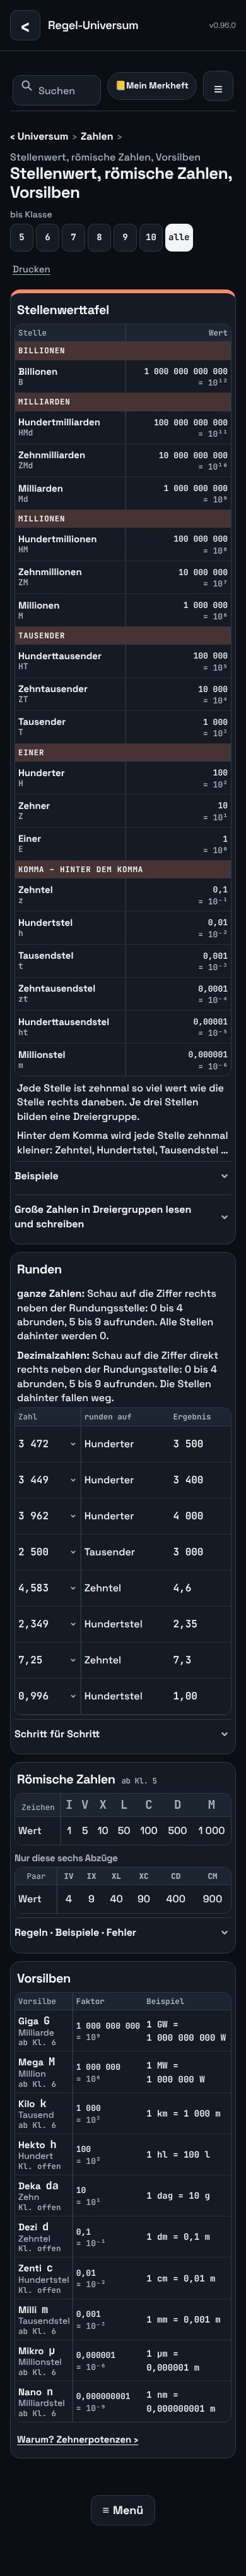 ‹
Regel-Universum
v0.96.0
Suchen
📒Mein Merkheft
≡
‹ Universum › Zahlen ›
Stellenwert, römische Zahlen, Vorsilben
Stellenwert, römische Zahlen,
Vorsilben
bis Klasse
5 6 7 8 9 10 alle
Drucken
Stellenwerttafel
Stelle Wert
BILLIONEN
Billionen 1 000 000 000 000
B = 10¹²
MILLIARDEN
Hundertmilliarden 100 000 000 000
HMd = 10¹¹
Zehnmilliarden 10 000 000 000
ZMd = 10¹⁰
Milliarden 1 000 000 000
Md = 10⁹
MILLIONEN
Hundertmillionen 100 000 000
HM = 10⁸
Zehnmillionen 10 000 000
ZM = 10⁷
Millionen 1 000 000
M = 10⁶
TAUSENDER
Hunderttausender 100 000
HT = 10⁵
Zehntausender 10 000
ZT = 10⁴
Tausender 1 000
T = 10³
EINER
Hunderter 100
H = 10²
Zehner 10
Z = 10¹
Einer 1
E = 10⁰
KOMMA – HINTER DEM KOMMA
Zehntel 0,1
z = 10⁻¹
Hundertstel 0,01
h = 10⁻²
Tausendstel 0,001
t = 10⁻³
Zehntausendstel 0,0001
zt = 10⁻⁴
Hunderttausendstel 0,00001
ht = 10⁻⁵
Millionstel 0,000001
m = 10⁻⁶
Jede Stelle ist zehnmal so viel wert wie die
Stelle rechts daneben. Je drei Stellen
bilden eine Dreiergruppe.
Hinter dem Komma wird jede Stelle zehnmal
kleiner: Zehntel, Hundertstel, Tausendstel …
Beispiele
Große Zahlen in Dreiergruppen lesen
und schreiben
Runden
ganze Zahlen: Schau auf die Ziffer rechts
neben der Rundungsstelle: 0 bis 4
abrunden, 5 bis 9 aufrunden. Alle Stellen
dahinter werden 0.
Dezimalzahlen: Schau auf die Ziffer direkt
rechts neben der Rundungsstelle: 0 bis 4
abrunden, 5 bis 9 aufrunden. Die Stellen
dahinter fallen weg.
Zahl runden auf Ergebnis
3 472 Hunderter 3 500
3 449 Hunderter 3 400
3 962 Hunderter 4 000
2 500 Tausender 3 000
4,583 Zehntel 4,6
2,349 Hundertstel 2,35
7,25 Zehntel 7,3
0,996 Hundertstel 1,00
Schritt für Schritt
Römische Zahlen ab Kl. 5
Zeichen I V X L C D M
Wert 1 5 10 50 100 500 1 000
Nur diese sechs Abzüge
Paar IV IX XL XC CD CM
Wert 4 9 40 90 400 900
Regeln · Beispiele · Fehler
Vorsilben
Vorsilbe Faktor Beispiel
Giga G
Milliarde
ab Kl. 6
1 000 000 000
= 10⁹
1 GW =
1 000 000 000 W
Mega M
Million
ab Kl. 6
1 000 000
= 10⁶
1 MW =
1 000 000 W
Kilo k
Tausend
ab Kl. 6
1 000
= 10³
1 km = 1 000 m
Hekto h
Hundert
Kl. offen
100
= 10²
1 hl = 100 l
Deka da
Zehn
Kl. offen
10
= 10¹
1 dag = 10 g
Dezi d
Zehntel
Kl. offen
0,1
= 10⁻¹
1 dm = 0,1 m
Zenti c
Hundertstel
Kl. offen
0,01
= 10⁻²
1 cm = 0,01 m
Milli m
Tausendstel
ab Kl. 6
0,001
= 10⁻³
1 mm = 0,001 m
Mikro µ
Millionstel
ab Kl. 6
0,000001
= 10⁻⁶
1 µm =
0,000001 m
Nano n
Milliardstel
ab Kl. 6
0,000000001
= 10⁻⁹
1 nm =
0,000000001 m
Warum? Zehnerpotenzen ›
≡ Menü